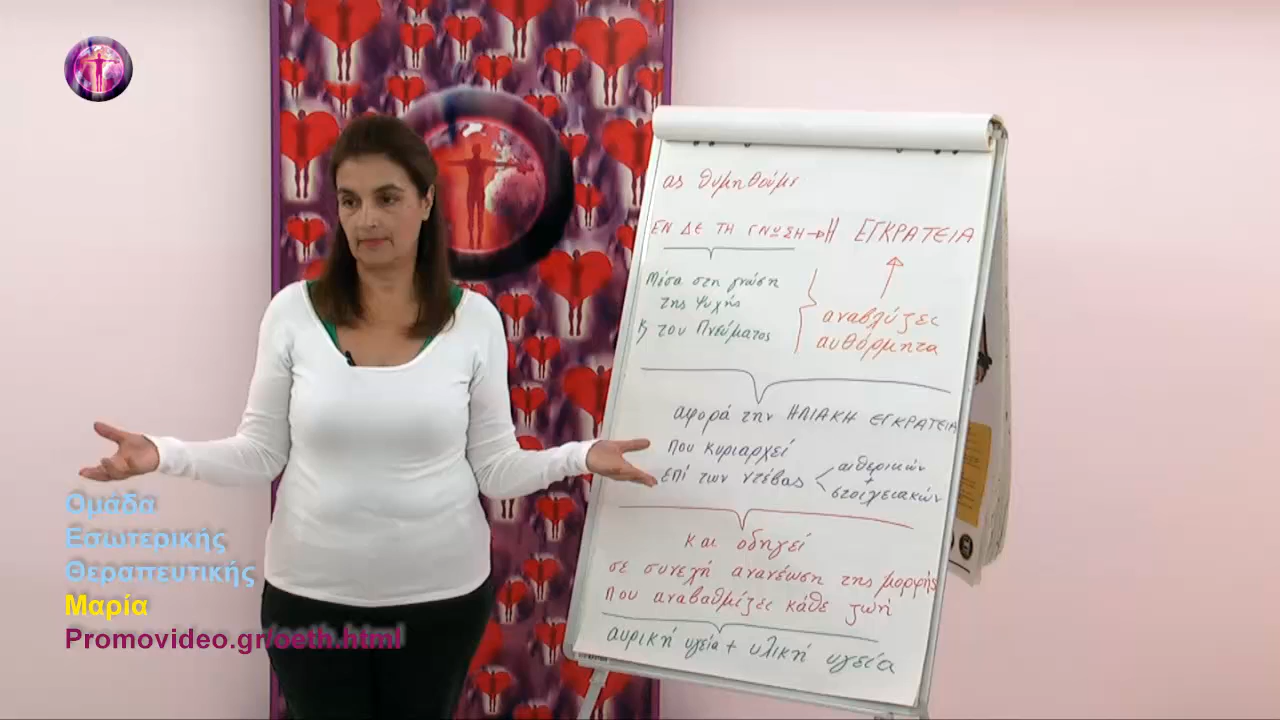 ας θυμηθούμε
ΕΝ ΔΕ ΤΗ ΓΝΩΣΗ → Η ΕΓΚΡΑΤΕΙΑ
Μέσα στη γνώση
της Ψυχής
ϗ του Πνεύματος
αναβλύζει
αυθόρμητα
αφορά την ΗΛΙΑΚΗ ΕΓΚΡΑΤΕΙΑ
που κυριαρχεί
επί των ντέβας
αιθερικών
+
στοιχειακών
και οδηγεί
σε συνεχή ανανέωση της μορφής
που αναβαθμίζει κάθε ζωή
αυρική υγεία + υλική υγεία
Ομάδα
Εσωτερικής
Θεραπευτικής
Μαρία
Promovideo.gr/oeth.html